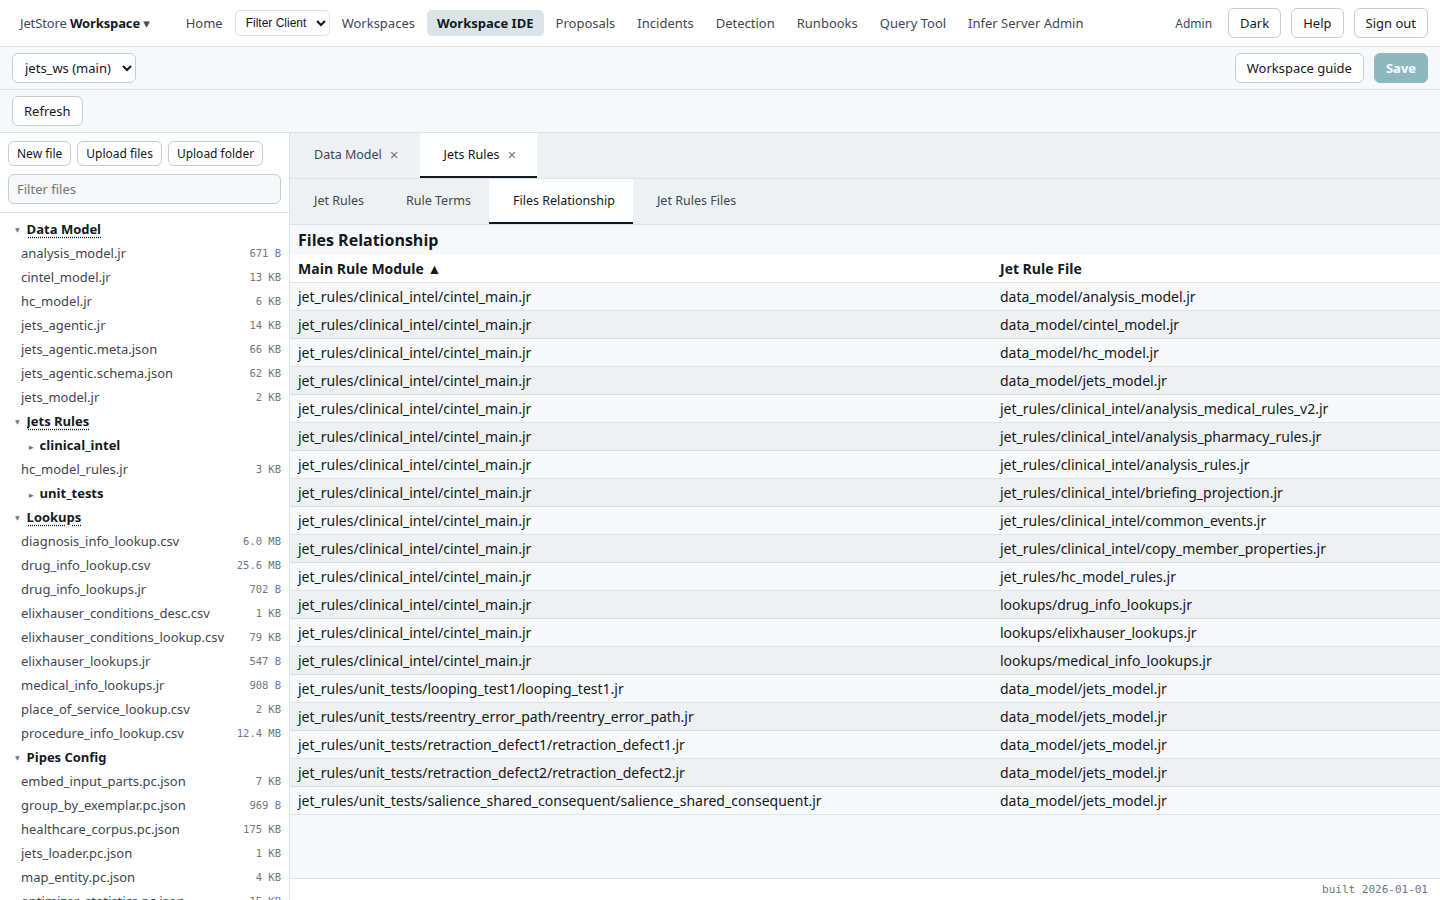 JetStore Workspace ▾ Home Filter Client Workspaces Workspace IDE Proposals Incidents Detection Runbooks Query Tool Infer Server Admin Admin Dark Help Sign out
jets_ws (main) Workspace guide Save
Refresh
New file Upload files Upload folder
Filter files
Data Model
analysis_model.jr 671 B
cintel_model.jr 13 KB
hc_model.jr 6 KB
jets_agentic.jr 14 KB
jets_agentic.meta.json 66 KB
jets_agentic.schema.json 62 KB
jets_model.jr 2 KB
Jets Rules
clinical_intel
hc_model_rules.jr 3 KB
unit_tests
Lookups
diagnosis_info_lookup.csv 6.0 MB
drug_info_lookup.csv 25.6 MB
drug_info_lookups.jr 702 B
elixhauser_conditions_desc.csv 1 KB
elixhauser_conditions_lookup.csv 79 KB
elixhauser_lookups.jr 547 B
medical_info_lookups.jr 908 B
place_of_service_lookup.csv 2 KB
procedure_info_lookup.csv 12.4 MB
Pipes Config
embed_input_parts.pc.json 7 KB
group_by_exemplar.pc.json 969 B
healthcare_corpus.pc.json 175 KB
jets_loader.pc.json 1 KB
map_entity.pc.json 4 KB
Data Model × Jets Rules ×
Jet Rules Rule Terms Files Relationship Jet Rules Files
Files Relationship
Main Rule Module ▲ Jet Rule File
jet_rules/clinical_intel/cintel_main.jr data_model/analysis_model.jr
jet_rules/clinical_intel/cintel_main.jr data_model/cintel_model.jr
jet_rules/clinical_intel/cintel_main.jr data_model/hc_model.jr
jet_rules/clinical_intel/cintel_main.jr data_model/jets_model.jr
jet_rules/clinical_intel/cintel_main.jr jet_rules/clinical_intel/analysis_medical_rules_v2.jr
jet_rules/clinical_intel/cintel_main.jr jet_rules/clinical_intel/analysis_pharmacy_rules.jr
jet_rules/clinical_intel/cintel_main.jr jet_rules/clinical_intel/analysis_rules.jr
jet_rules/clinical_intel/cintel_main.jr jet_rules/clinical_intel/briefing_projection.jr
jet_rules/clinical_intel/cintel_main.jr jet_rules/clinical_intel/common_events.jr
jet_rules/clinical_intel/cintel_main.jr jet_rules/clinical_intel/copy_member_properties.jr
jet_rules/clinical_intel/cintel_main.jr jet_rules/hc_model_rules.jr
jet_rules/clinical_intel/cintel_main.jr lookups/drug_info_lookups.jr
jet_rules/clinical_intel/cintel_main.jr lookups/elixhauser_lookups.jr
jet_rules/clinical_intel/cintel_main.jr lookups/medical_info_lookups.jr
jet_rules/unit_tests/looping_test1/looping_test1.jr data_model/jets_model.jr
jet_rules/unit_tests/reentry_error_path/reentry_error_path.jr data_model/jets_model.jr
jet_rules/unit_tests/retraction_defect1/retraction_defect1.jr data_model/jets_model.jr
jet_rules/unit_tests/retraction_defect2/retraction_defect2.jr data_model/jets_model.jr
jet_rules/unit_tests/salience_shared_consequent/salience_shared_consequent.jr data_model/jets_model.jr
built 2026-01-01